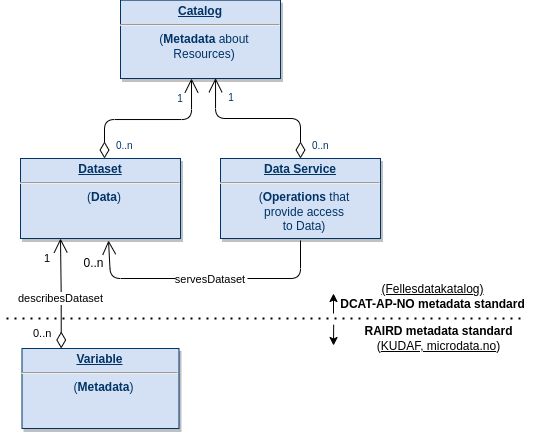 Catalog
(Metadata about
Resources)
1
1
0..n
0..n
Dataset
(Data)
Data Service
(Operations that
provide access
to Data)
1
0..n
servesDataset
describesDataset
(Fellesdatakatalog)
DCAT-AP-NO metadata standard
0..n
RAIRD metadata standard
(KUDAF, microdata.no)
Variable
(Metadata)